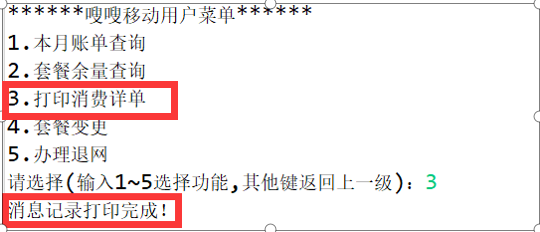 ******嗖嗖移动用户菜单******
1.本月账单查询
2.套餐余量查询
3.打印消费详单
4.套餐变更
5.办理退网
请选择(输入1~5选择功能,其他键返回上一级): 3
消息记录打印完成!